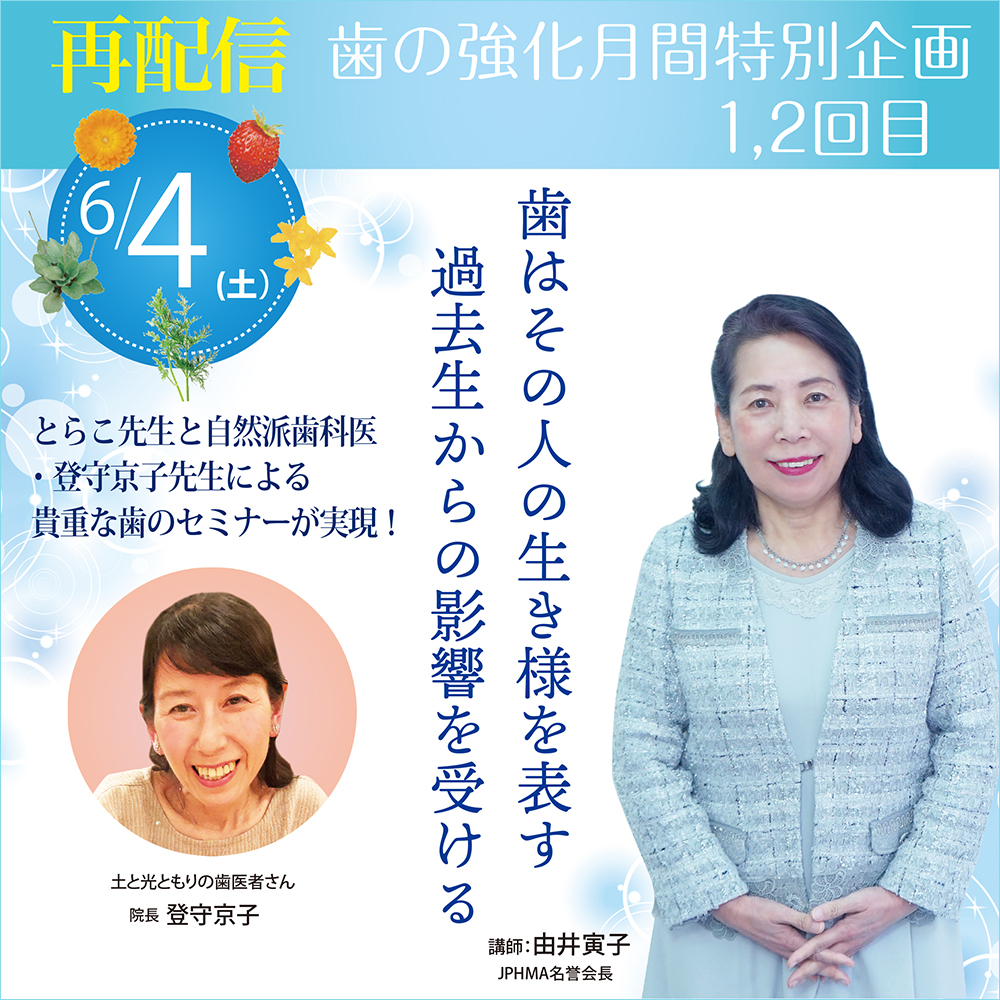 再配信
歯の強化月間特別企画
1,2回目
6/4(土)
歯はその人の生き様を表す
過去生からの影響を受ける
とらこ先生と自然派歯科医
・登守京子先生による
貴重な歯のセミナーが実現！
土と光ともりの歯医者さん
院長 登守京子
講師：由井寅子
JPHMA名誉会長